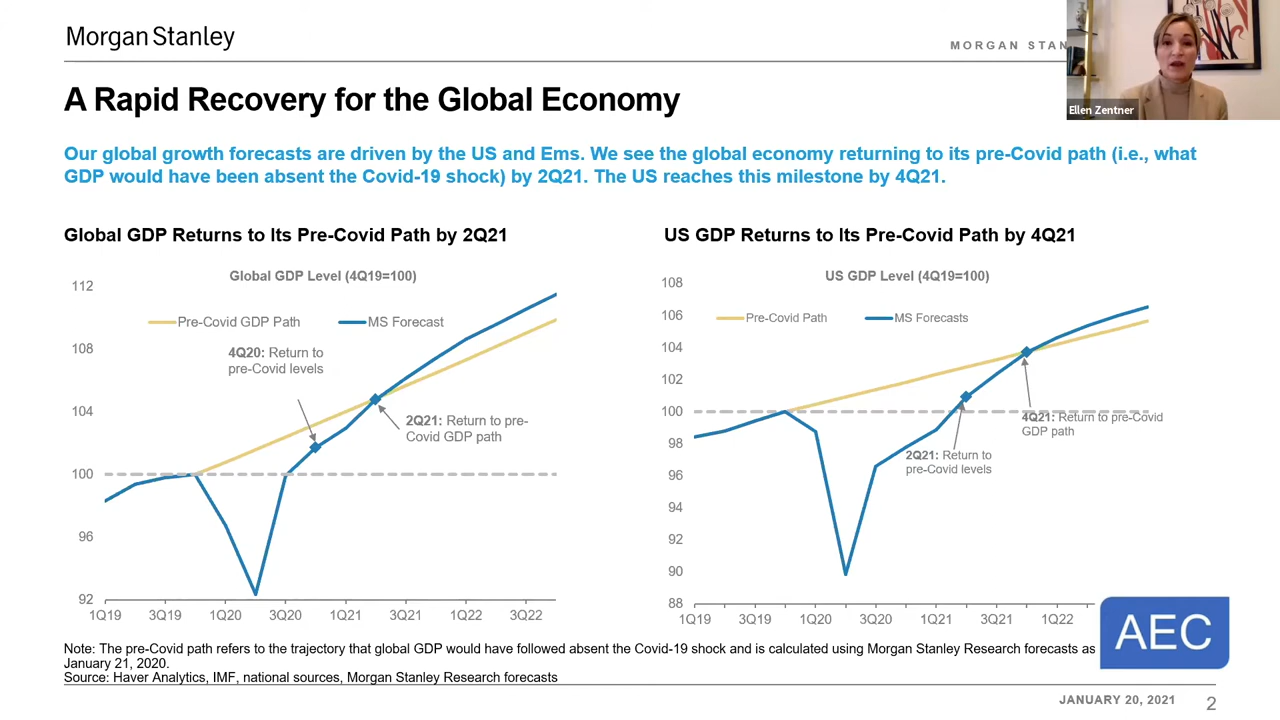 Morgan Stanley
MORGAN STAN
Ellen Zentner
A Rapid Recovery for the Global Economy
Our global growth forecasts are driven by the US and Ems. We see the global economy returning to its pre-Covid path (i.e., what
GDP would have been absent the Covid-19 shock) by 2Q21. The US reaches this milestone by 4Q21.
Global GDP Returns to Its Pre-Covid Path by 2Q21
Global GDP Level (4Q19=100)
112
108
104
100
96
92
Pre-Covid GDP Path
MS Forecast
4Q20: Return to
pre-Covid levels
2Q21: Return to pre-
Covid GDP path
1Q19 3Q19 1Q20 3Q20 1Q21 3Q21 1Q22 3Q22
US GDP Returns to Its Pre-Covid Path by 4Q21
US GDP Level (4Q19=100)
108
106
104
102
100
98
96
94
92
90
88
Pre-Covid Path
MS Forecasts
4Q21: Return to pre-Covid
GDP path
2Q21: Return to
pre-Covid levels
1Q19 3Q19 1Q20 3Q20 1Q21 3Q21 1Q22
AEC
Note: The pre-Covid path refers to the trajectory that global GDP would have followed absent the Covid-19 shock and is calculated using Morgan Stanley Research forecasts as
January 21, 2020.
Source: Haver Analytics, IMF, national sources, Morgan Stanley Research forecasts
JANUARY 20, 2021
2